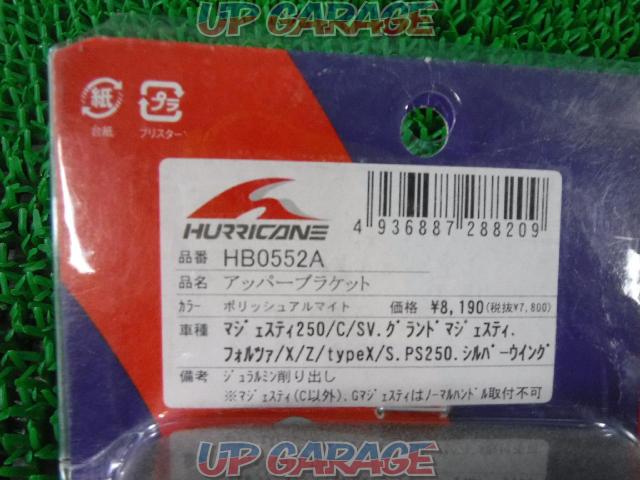 UP GARAGE
紙
台紙
プラ
ブリスター
HURRICANE
4 936887 288209
品番 HB0552A
品名 アッパーブラケット
カラー ポリッシュアルマイト 価格 ¥8,190(税抜¥7,800)
車種 マジェスティ250/C/SV.グランドマジェスティ.
フォルツァ/X/Z/typeX/S.PS250.シルバーウイング
備考 ジュラルミン削り出し
※マジェスティ(C以外).Gマジェスティはノーマルハンドル取付不可
UP GARAGE